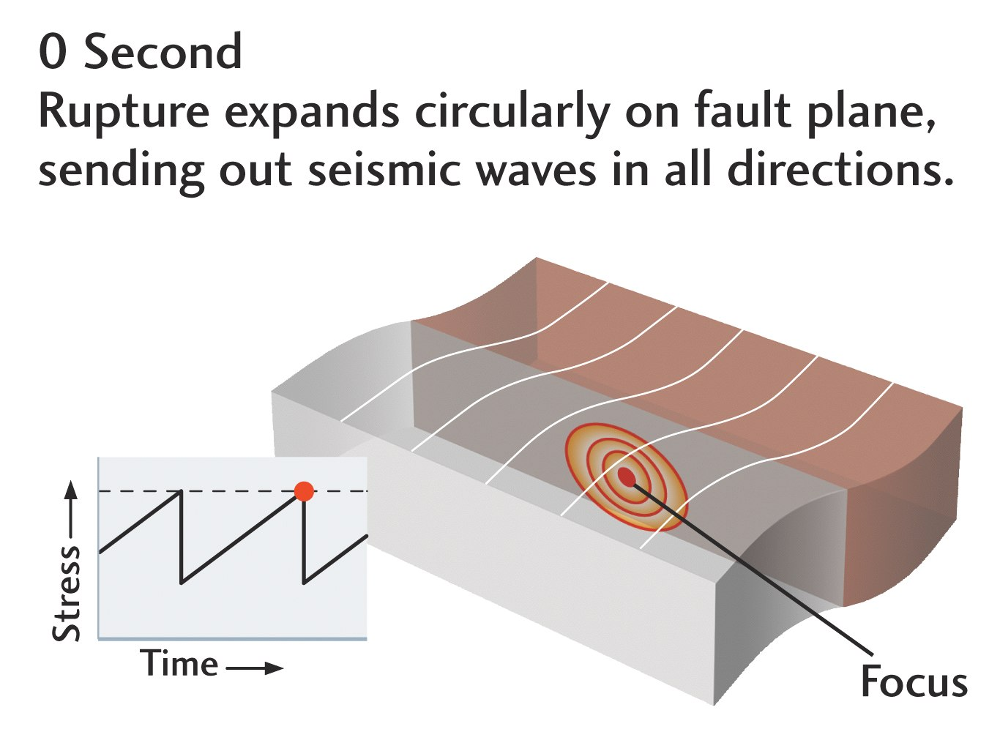 0 Second
Rupture expands circularly on fault plane,
sending out seismic waves in all directions.
Stress
Time
Focus